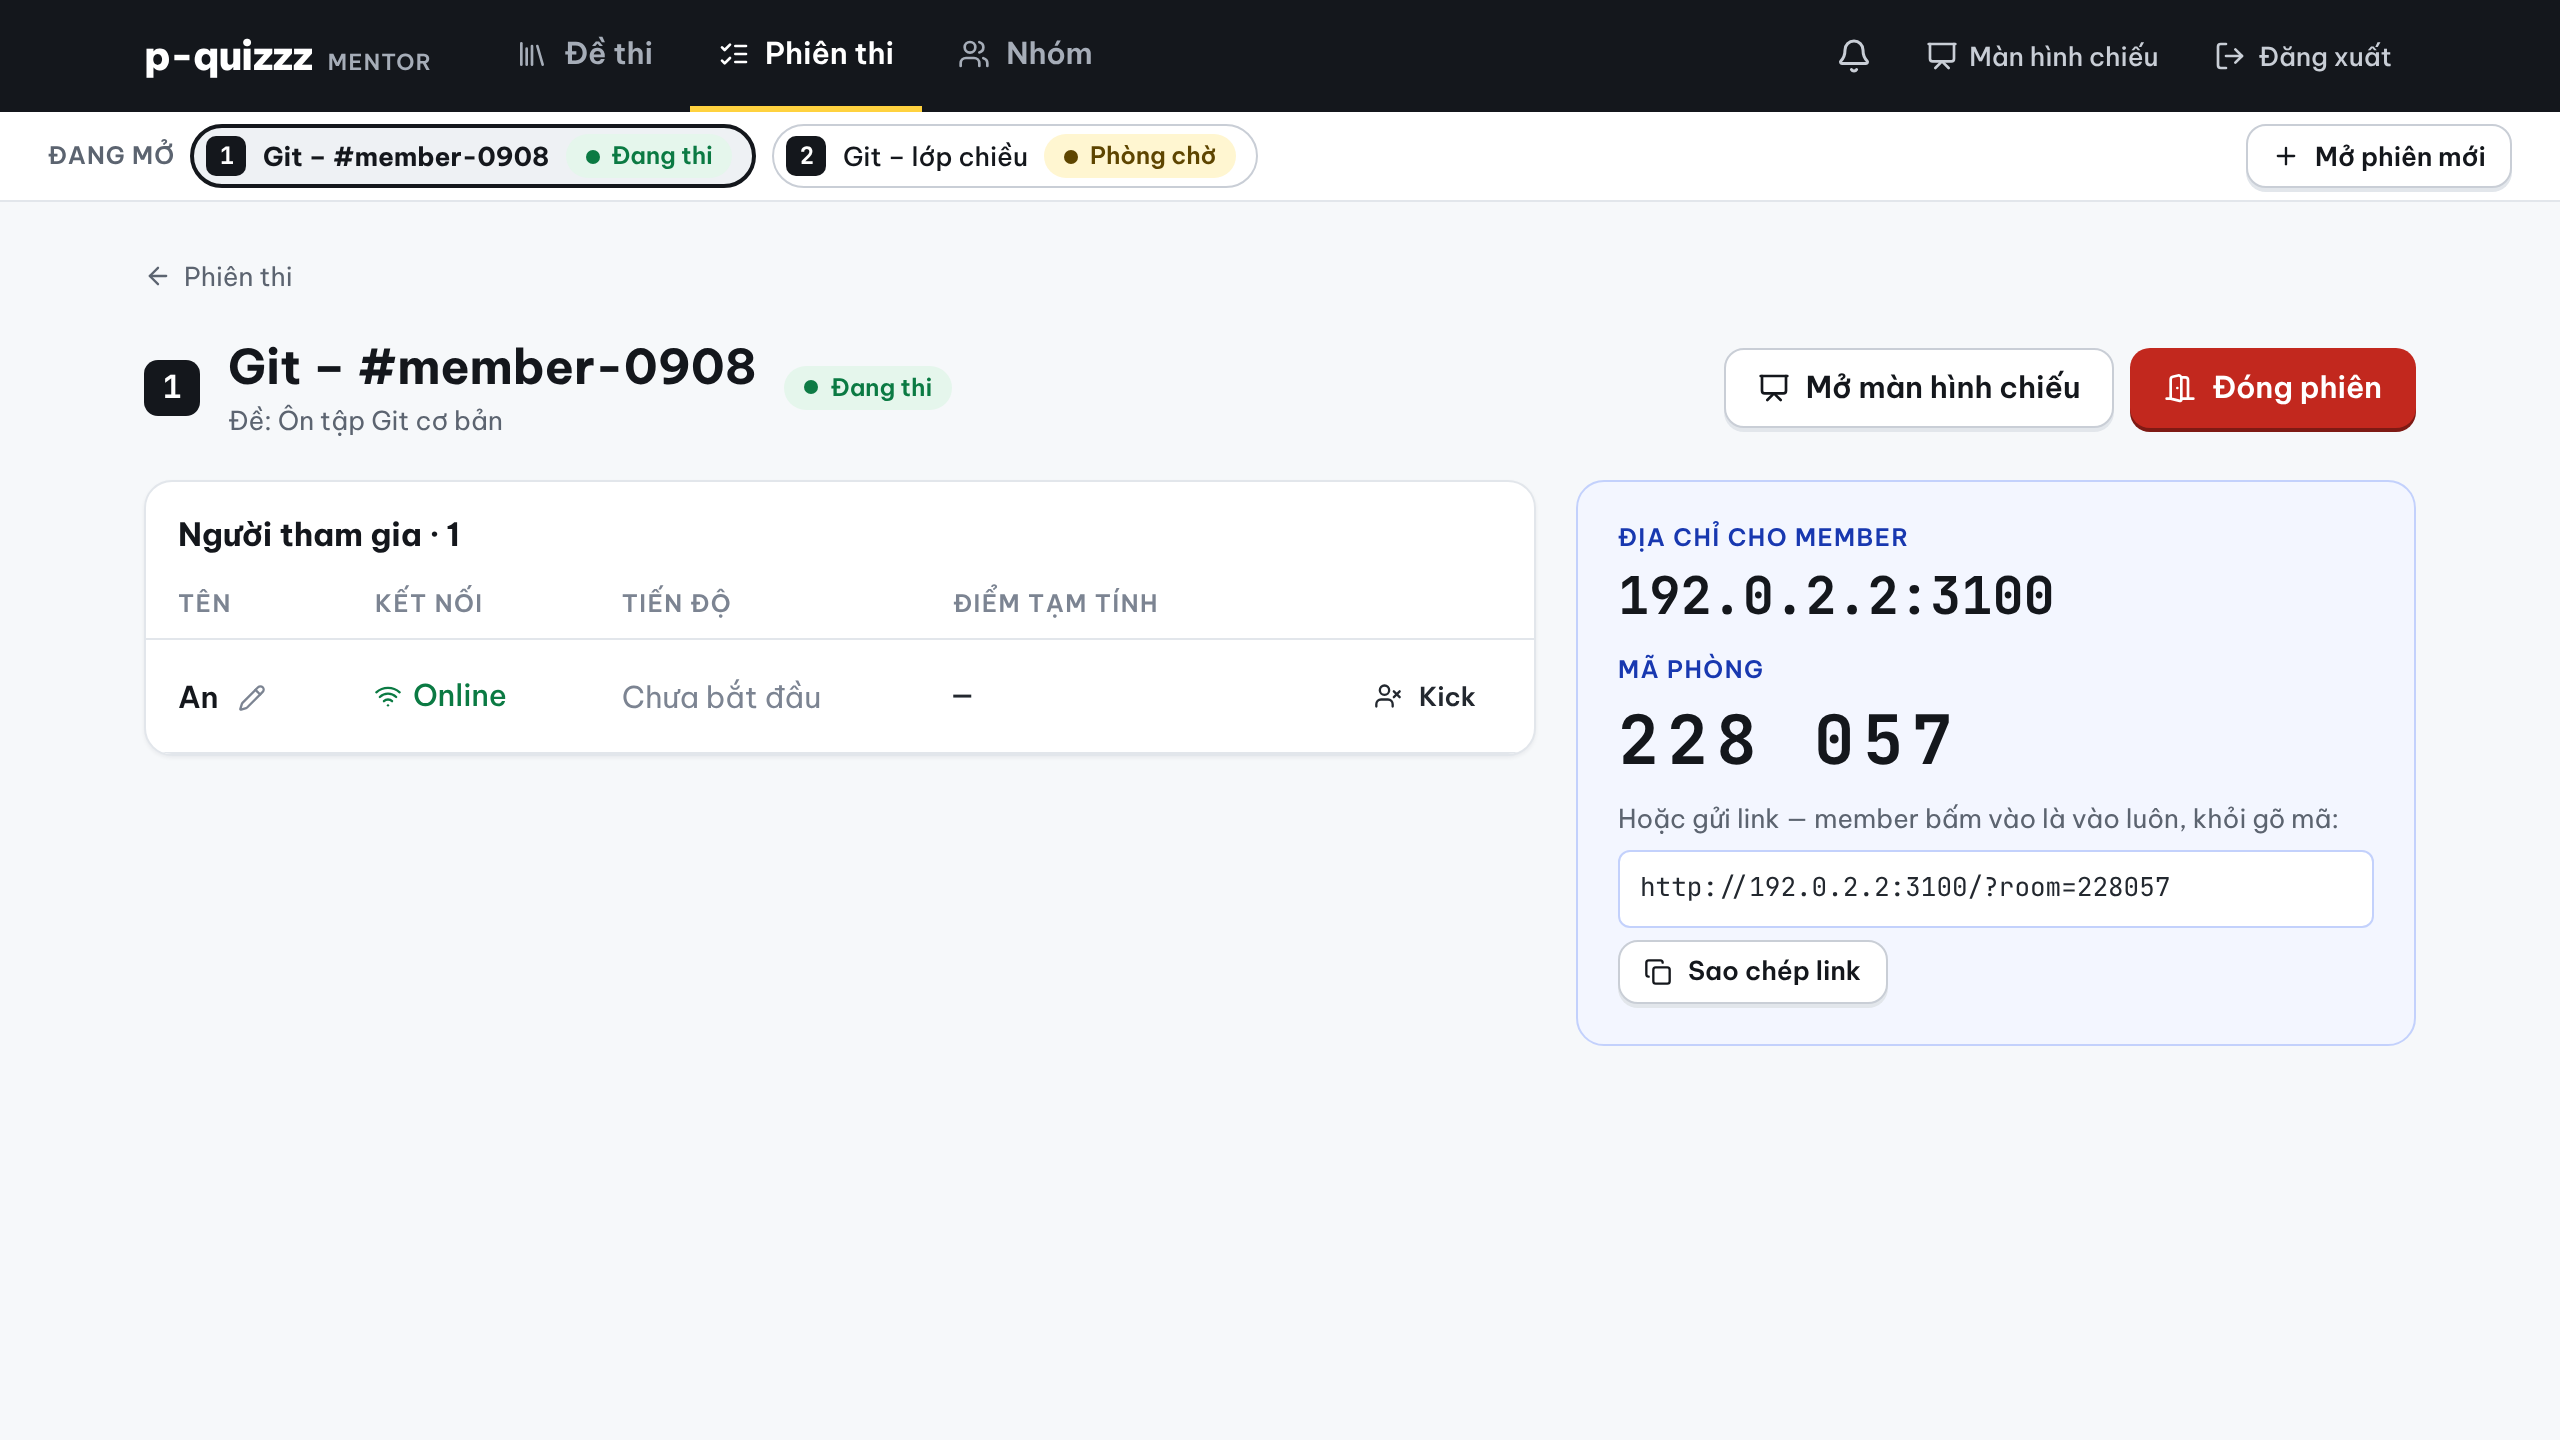 p-quizzz MENTOR Đề thi Phiên thi Nhóm Màn hình chiếu Đăng xuất
ĐANG MỞ 1 Git – #member-0908 Đang thi 2 Git – lớp chiều Phòng chờ + Mở phiên mới
← Phiên thi
1 Git – #member-0908 Đang thi Mở màn hình chiếu Đóng phiên
Đề: Ôn tập Git cơ bản
Người tham gia · 1
TÊN KẾT NỐI TIẾN ĐỘ ĐIỂM TẠM TÍNH
An Online Chưa bắt đầu – Kick
ĐỊA CHỈ CHO MEMBER
192.0.2.2:3100
MÃ PHÒNG
228 057
Hoặc gửi link — member bấm vào là vào luôn, khỏi gõ mã:
http://192.0.2.2:3100/?room=228057
Sao chép link